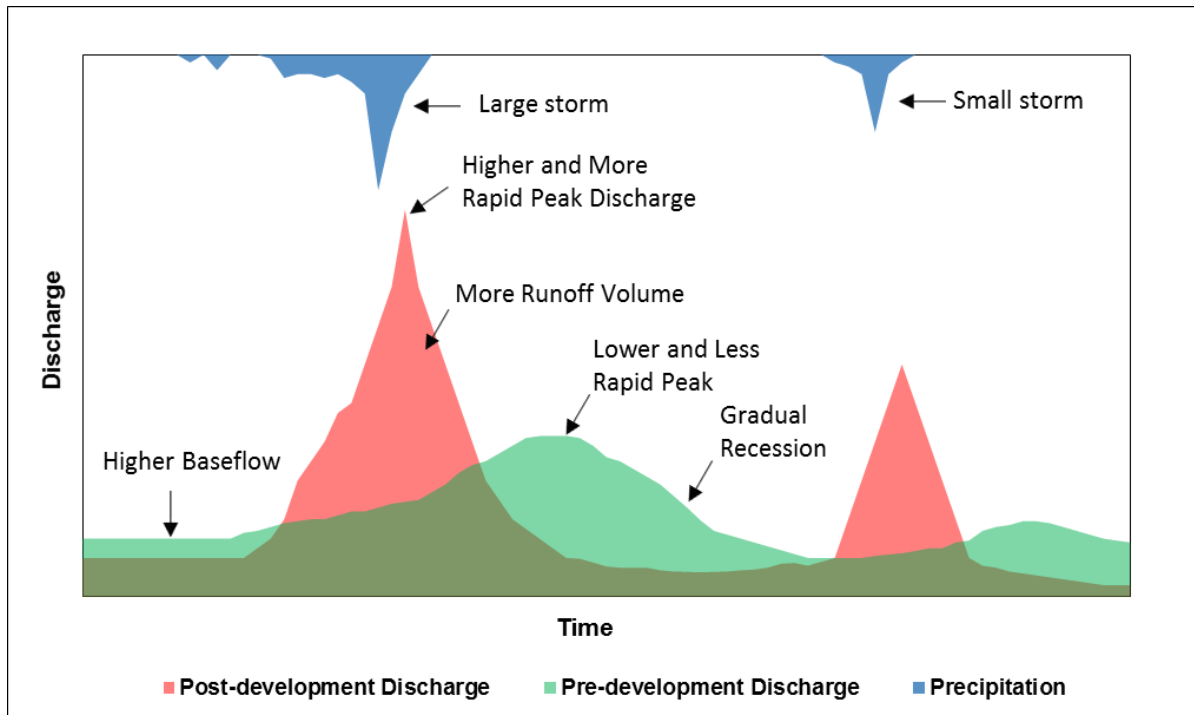 Large storm
Small storm
Higher and More
Rapid Peak Discharge
More Runoff Volume
Lower and Less
Rapid Peak
Gradual
Recession
Higher Baseflow
Discharge
Time
Post-development Discharge
Pre-development Discharge
Precipitation